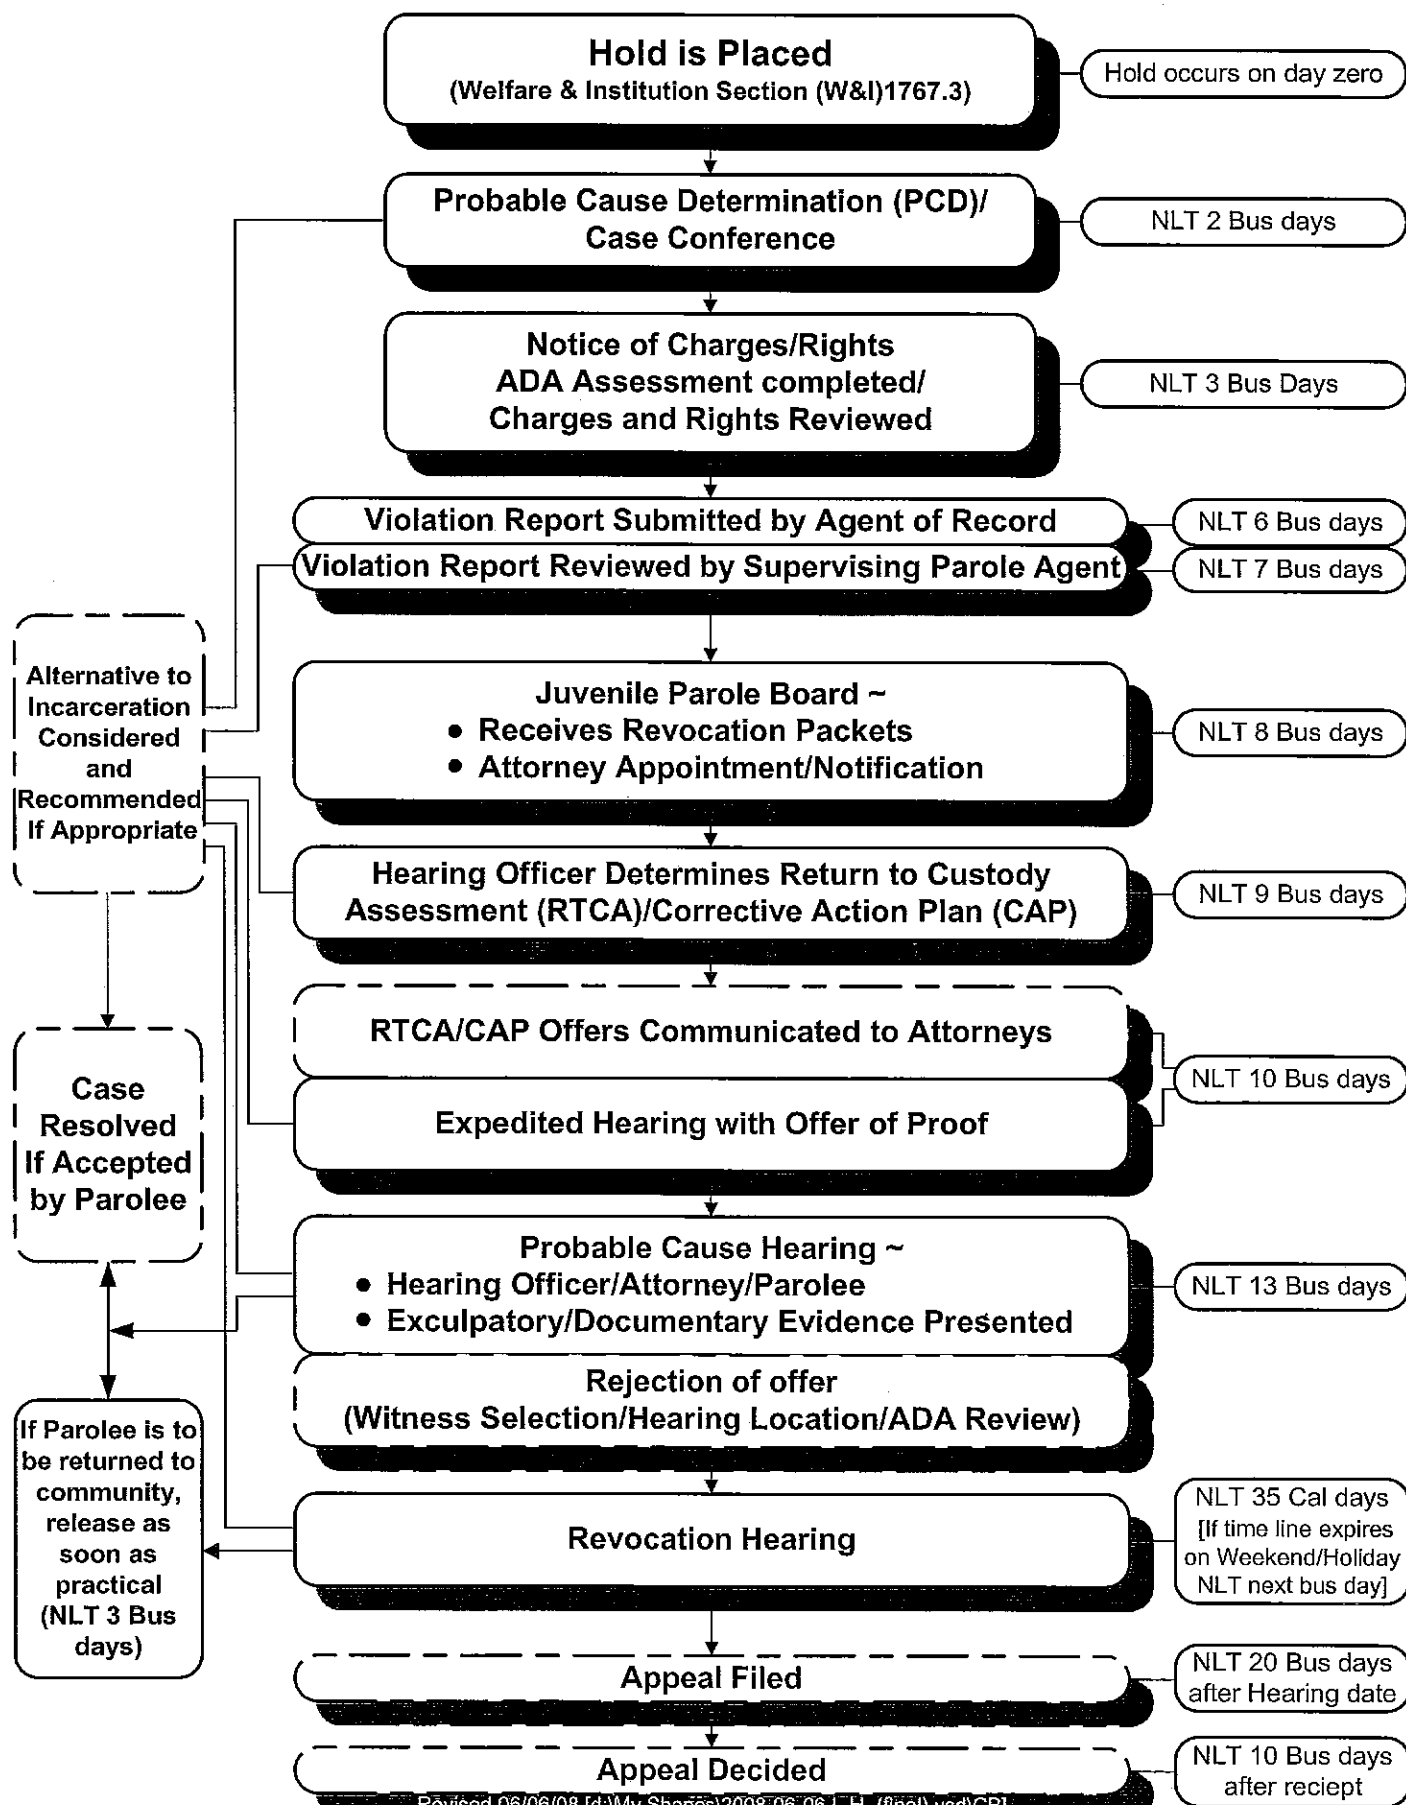 Hold is Placed
(Welfare & Institution Section (W&I)1767.3)
Hold occurs on day zero
Probable Cause Determination (PCD)/
Case Conference
NLT 2 Bus days
Notice of Charges/Rights
ADA Assessment completed/
Charges and Rights Reviewed
NLT 3 Bus Days
Violation Report Submitted by Agent of Record
NLT 6 Bus days
Violation Report Reviewed by Supervising Parole Agent
NLT 7 Bus days
Alternative to
Incarceration
Considered
and
Recommended
If Appropriate
Juvenile Parole Board ~
• Receives Revocation Packets
• Attorney Appointment/Notification
NLT 8 Bus days
Hearing Officer Determines Return to Custody
Assessment (RTCA)/Corrective Action Plan (CAP)
NLT 9 Bus days
RTCA/CAP Offers Communicated to Attorneys
Expedited Hearing with Offer of Proof
NLT 10 Bus days
Case
Resolved
If Accepted
by Parolee
Probable Cause Hearing ~
• Hearing Officer/Attorney/Parolee
• Exculpatory/Documentary Evidence Presented
NLT 13 Bus days
Rejection of offer
(Witness Selection/Hearing Location/ADA Review)
If Parolee is to
be returned to
community,
release as
soon as
practical
(NLT 3 Bus
days)
Revocation Hearing
NLT 35 Cal days
[If time line expires
on Weekend/Holiday
NLT next bus day]
Appeal Filed
NLT 20 Bus days
after Hearing date
Appeal Decided
NLT 10 Bus days
after reciept
Revised 06/06/08